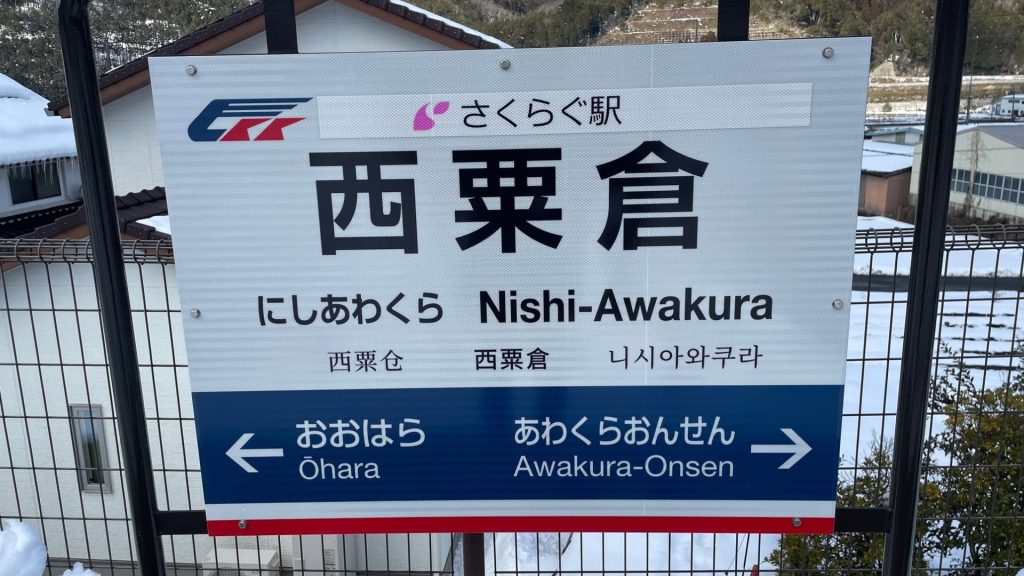 さくらぐ駅
西粟倉
にしあわくら Nishi-Awakura
西粟仓 西粟倉 니시아와쿠라
← おおはら あわくらおんせん →
Ōhara Awakura-Onsen